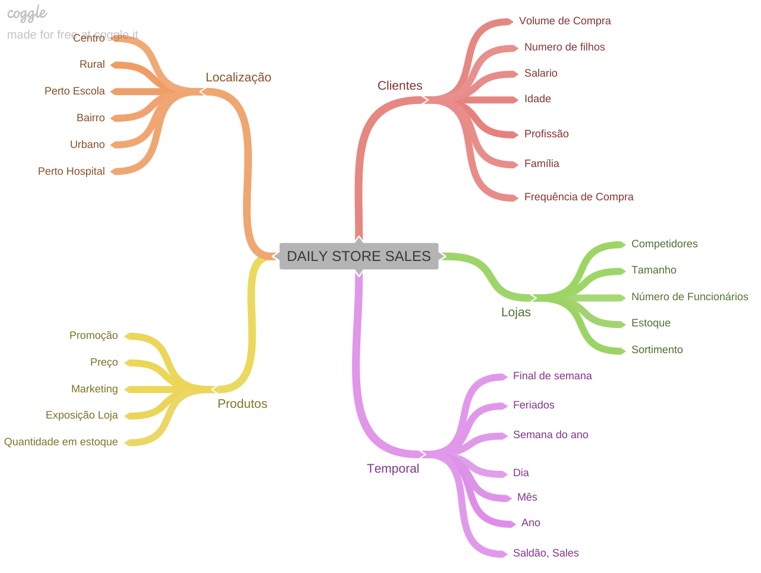 coggle
made for free at coggle.it
Centro
Rural
Perto Escola
Bairro
Urbano
Perto Hospital
Localização
Clientes
Volume de Compra
Numero de filhos
Salario
Idade
Profissão
Família
Frequência de Compra
DAILY STORE SALES
Lojas
Competidores
Tamanho
Número de Funcionários
Estoque
Sortimento
Promoção
Preço
Marketing
Exposição Loja
Quantidade em estoque
Produtos
Temporal
Final de semana
Feriados
Semana do ano
Dia
Mês
Ano
Saldão, Sales